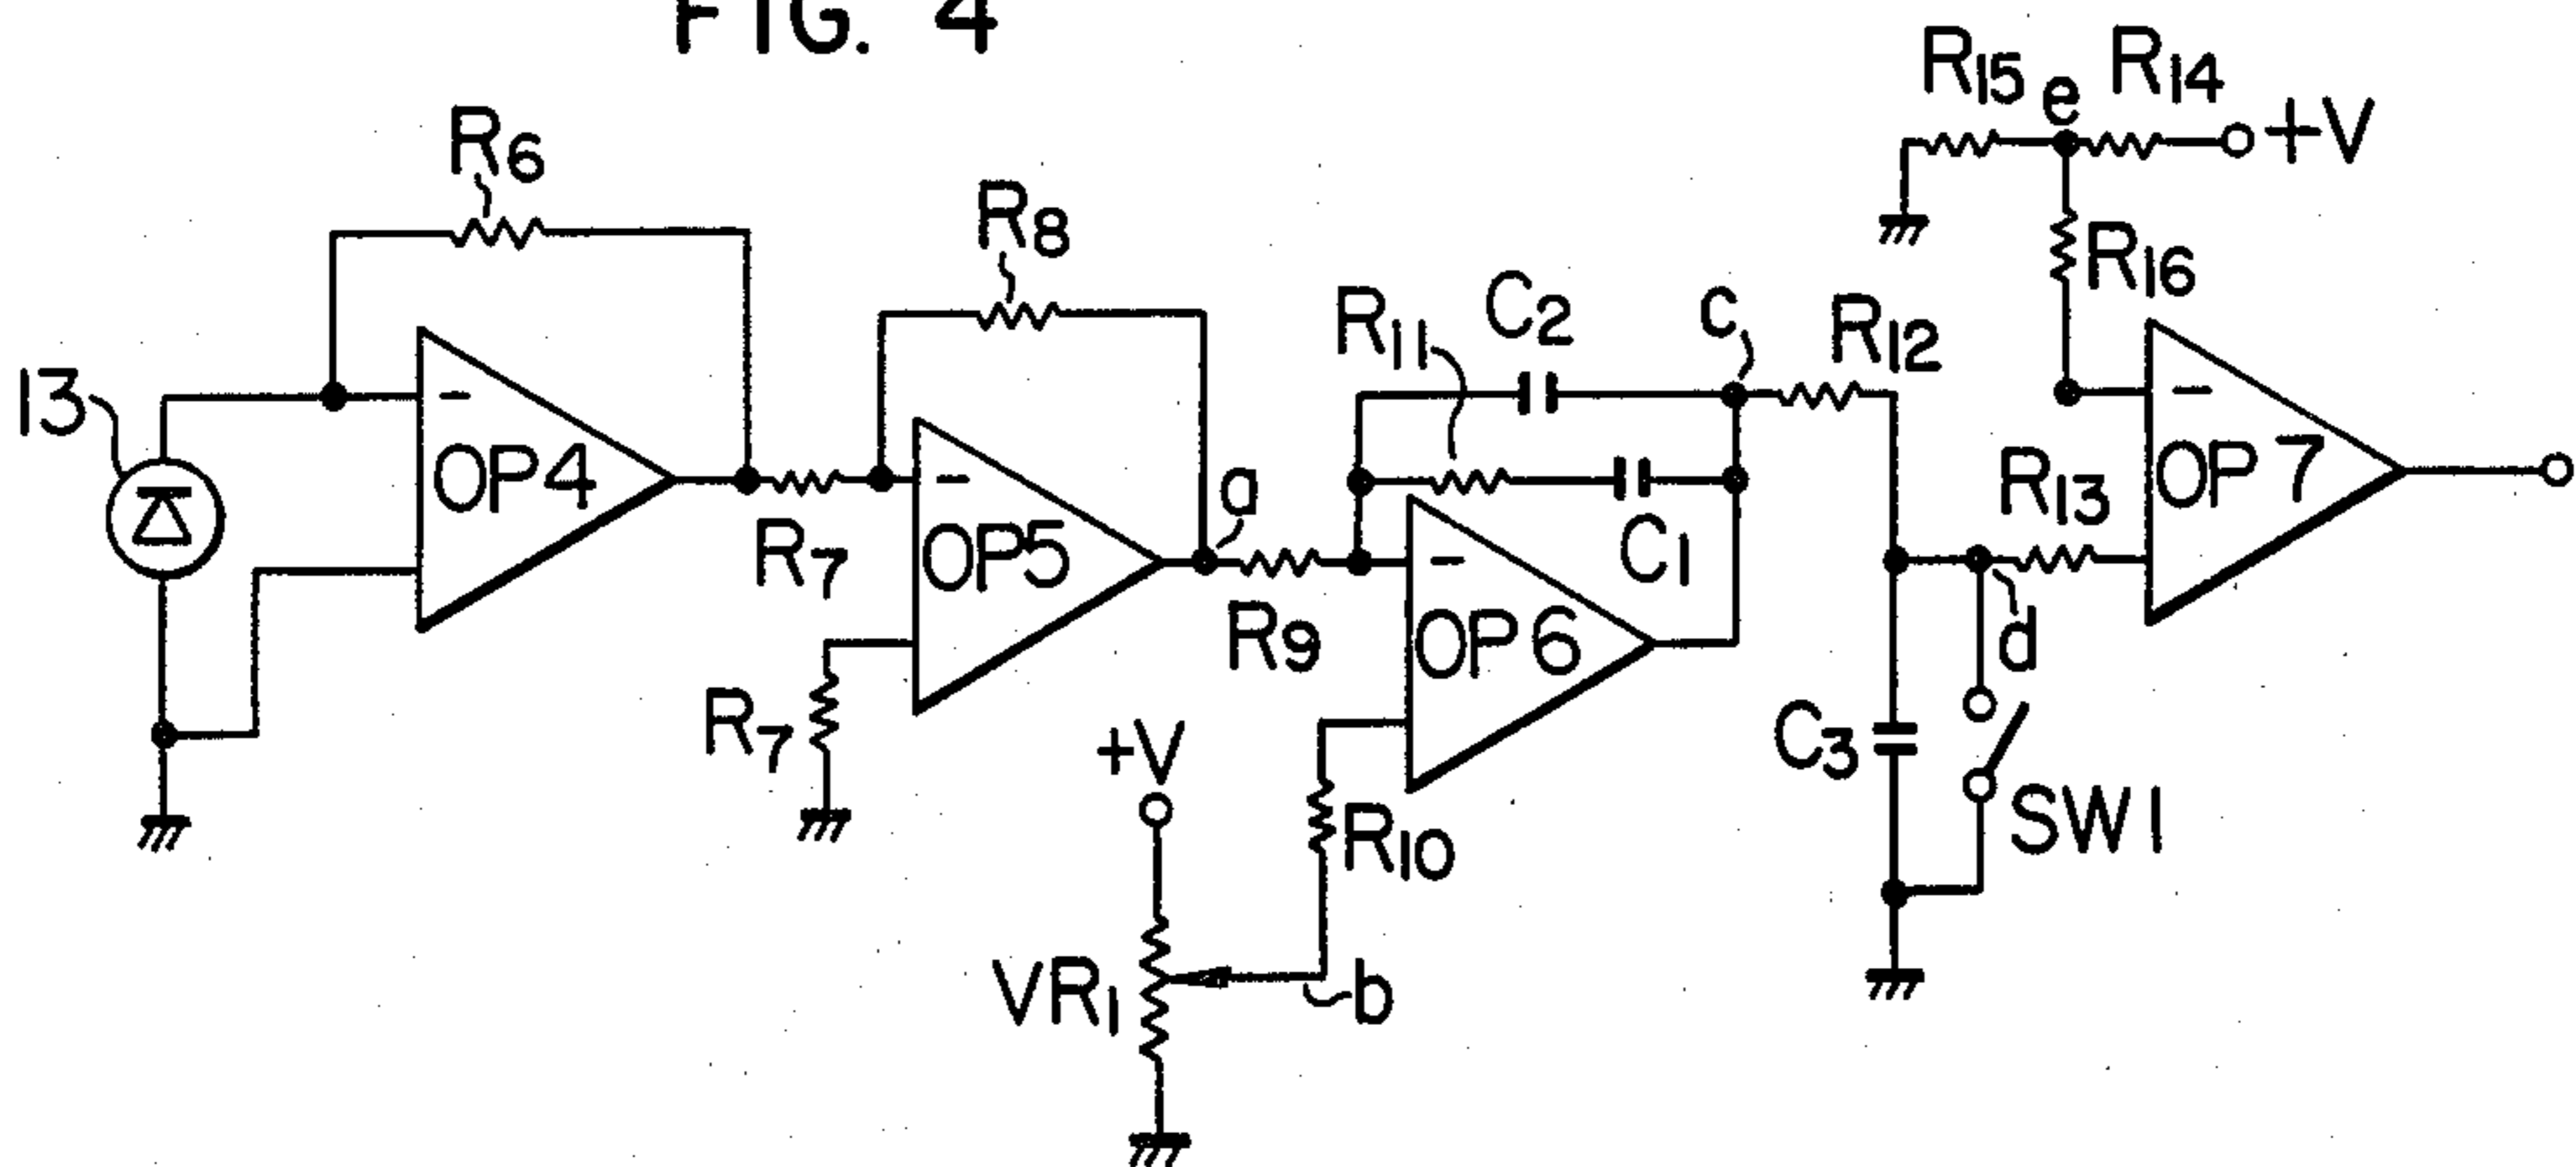 FIG. 4
R15 e R14
+V
R6
R8
R16
C2
R11
c
R12
13
-
-
OP4
-
a
R13
OP7
R7
OP5
-
C1
R9
OP6
d
R7
+V
C3
SW1
R10
VR1
b